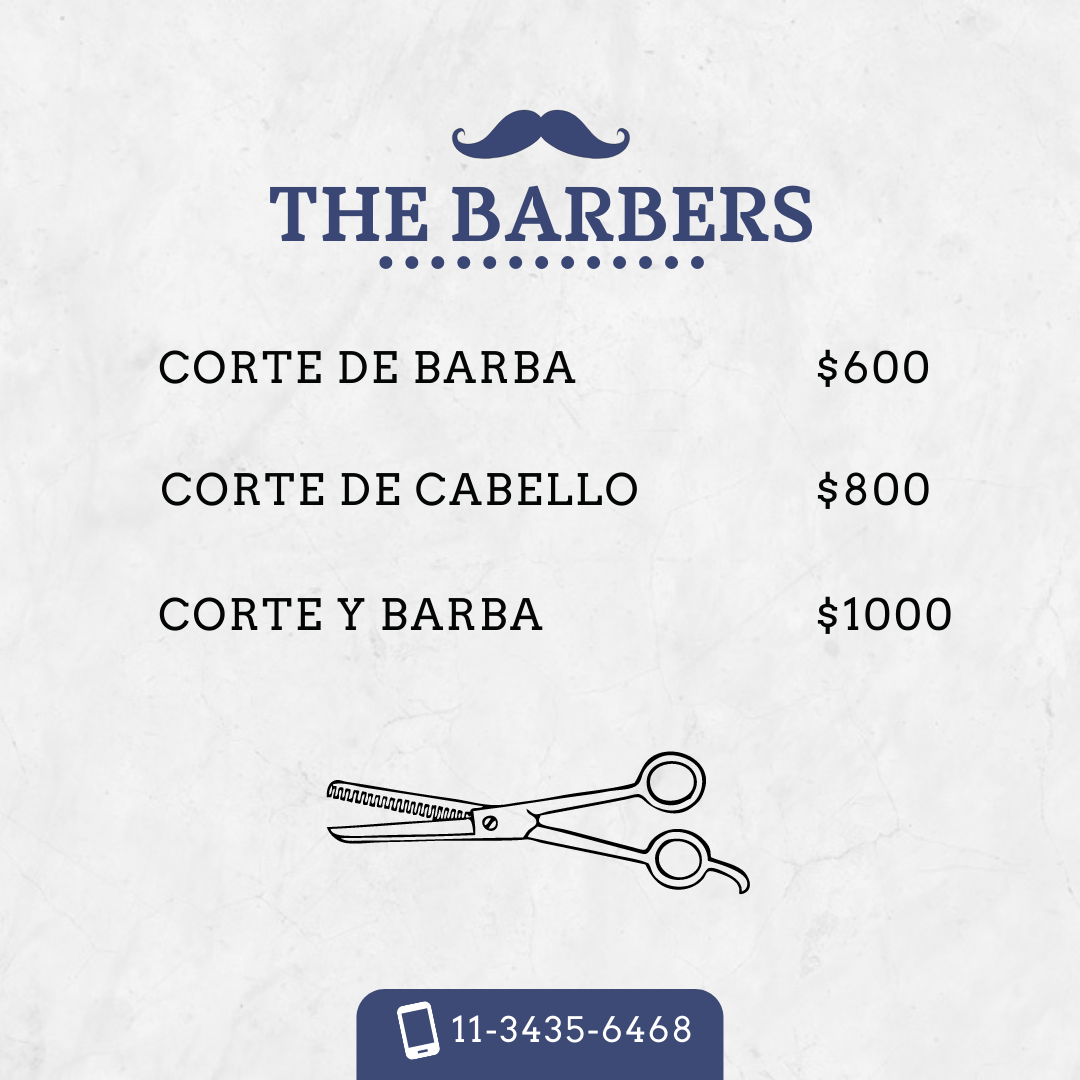 THE BARBERS
CORTE DE BARBA $600
CORTE DE CABELLO $800
CORTE Y BARBA $1000
11-3435-6468